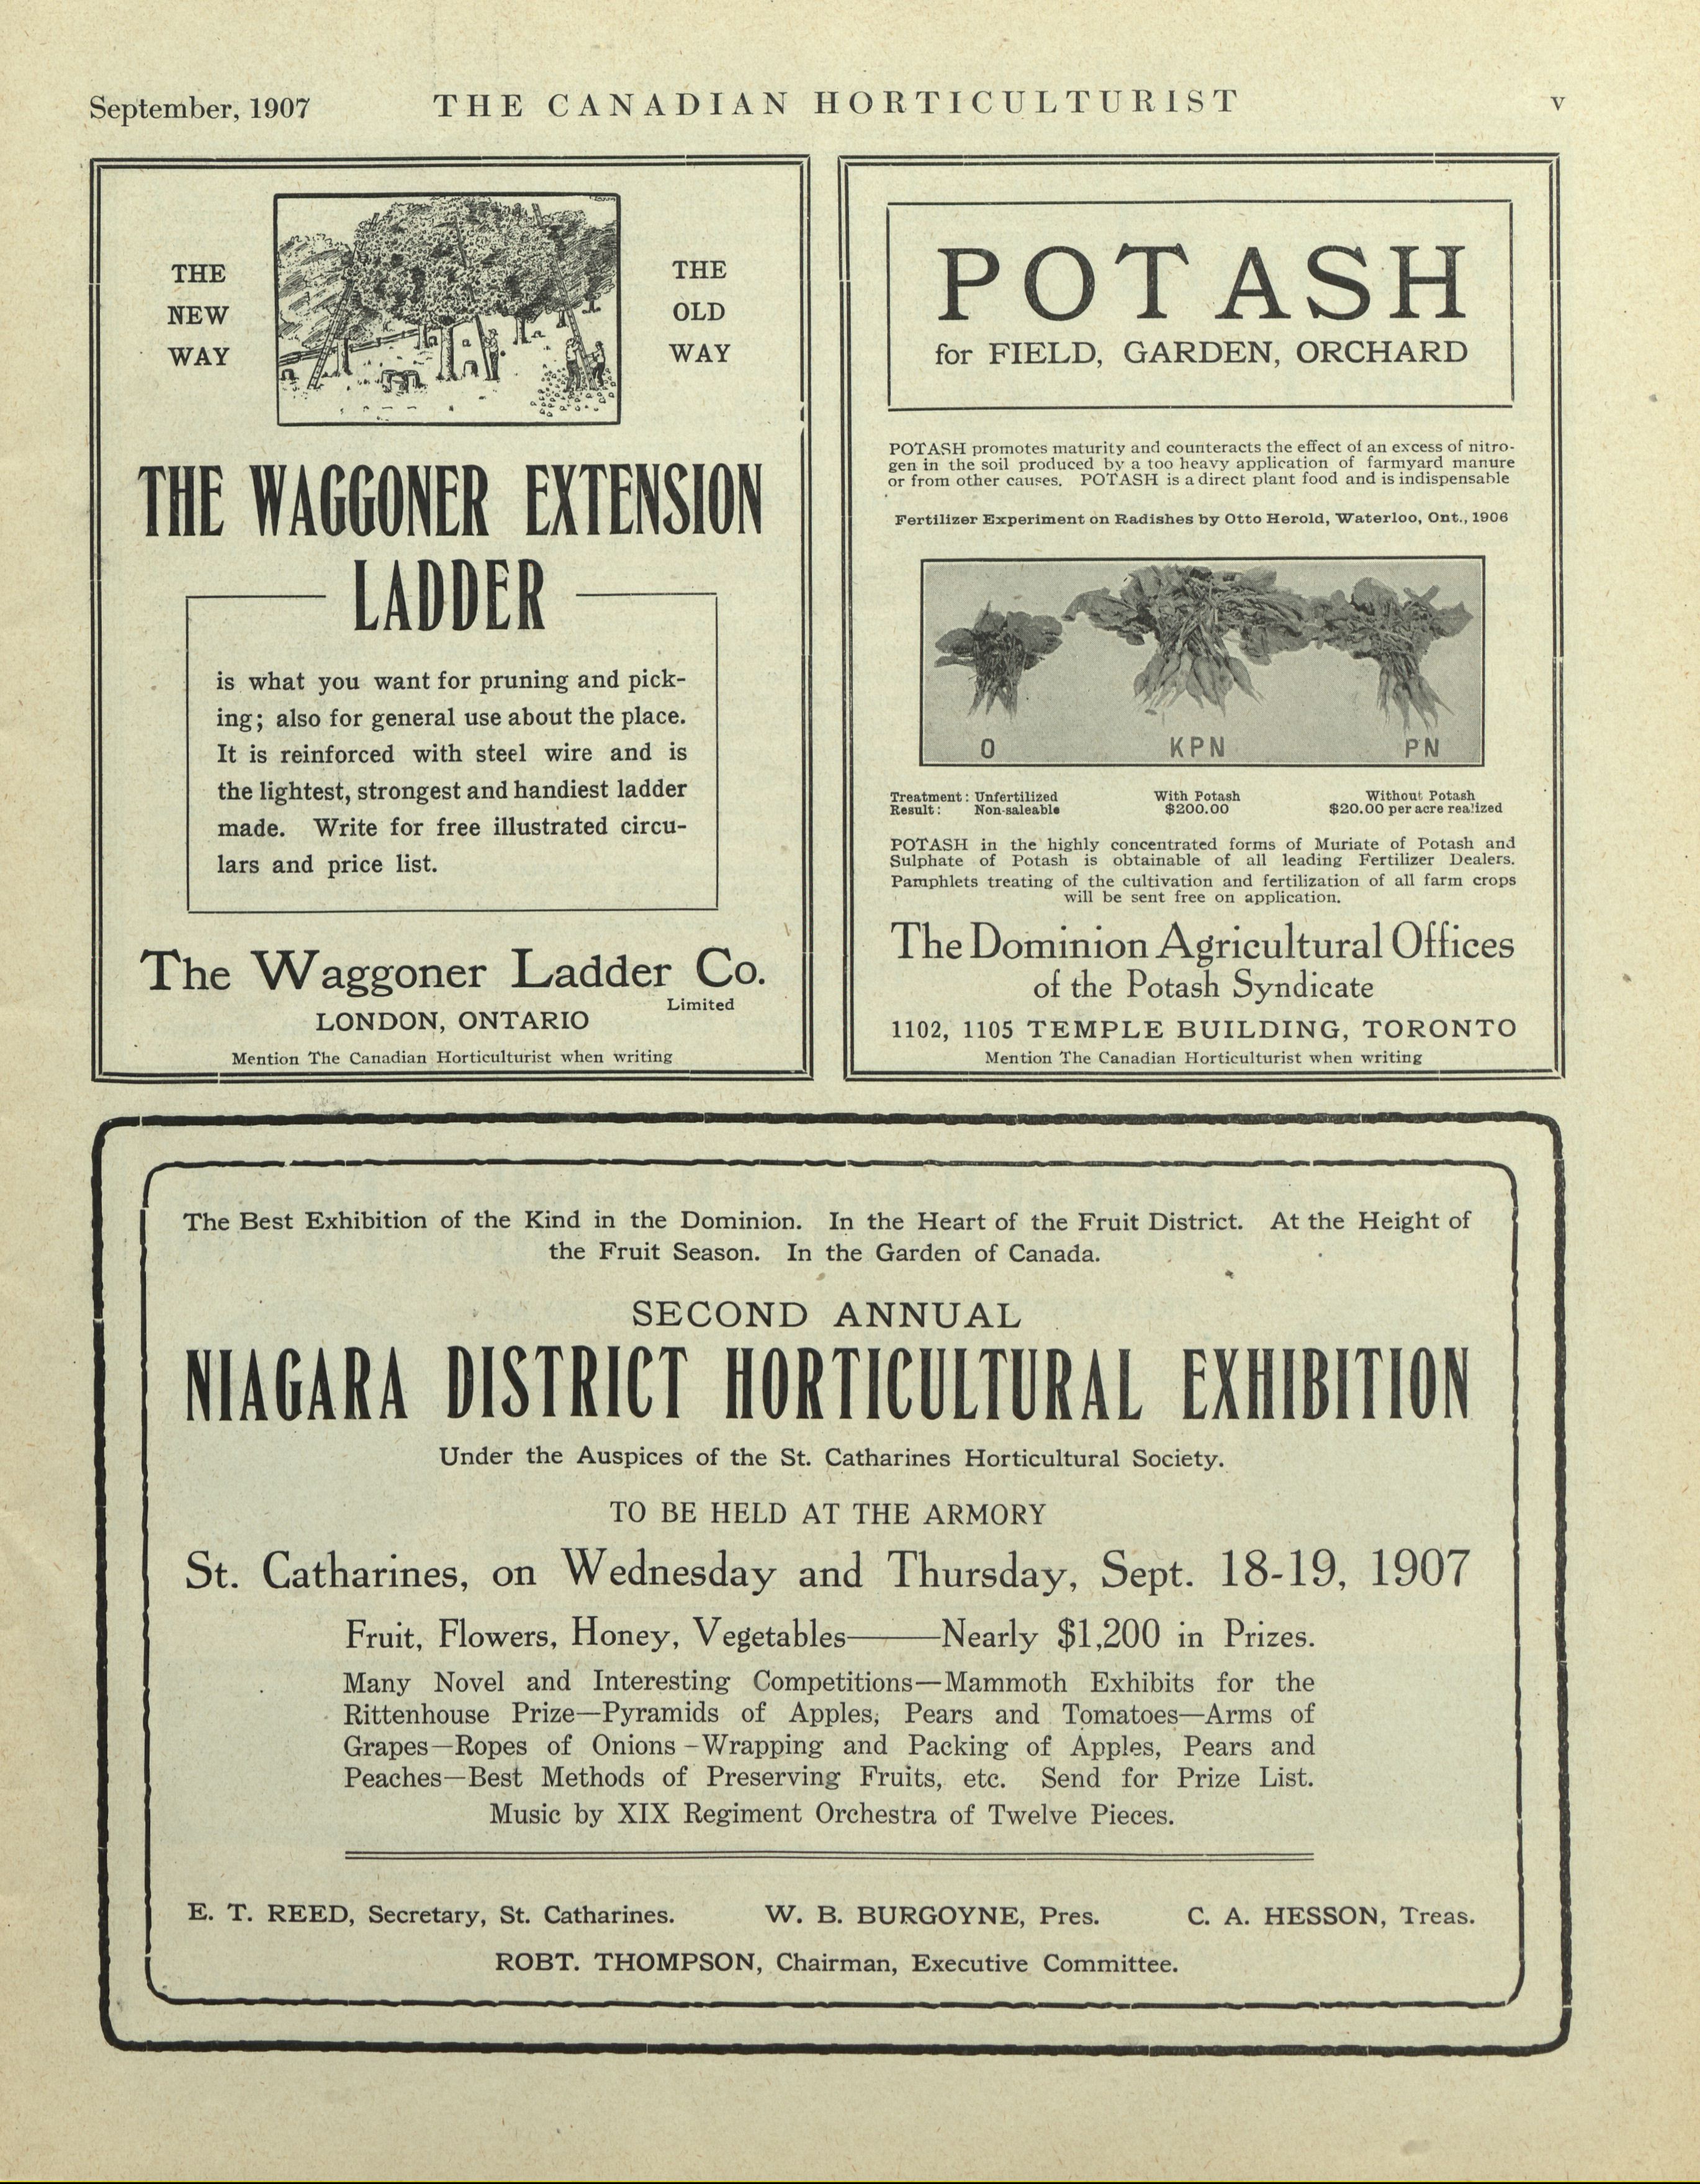 September, 1907
THE CANADIAN HORTICULTURIST
v
THE
NEW
WAY
THE
OLD
WAY
THE WAGGONER EXTENSION
LADDER
is what you want for pruning and pick-
ing; also for general use about the place.
It is reinforced with steel wire and is
the lightest, strongest and handiest ladder
made. Write for free illustrated circu-
lars and price list.
The Waggoner Ladder Co.
Limited
LONDON, ONTARIO
Mention The Canadian Horticulturist when writing
POTASH
for FIELD, GARDEN, ORCHARD
POTASH promotes maturity and counteracts the effect of an excess of nitro-
gen in the soil produced by a too heavy application of farmyard manure
or from other causes. POTASH is a direct plant food and is indispensable
Fertilizer Experiment on Radishes by Otto Herold, Waterloo, Ont., 1906
O KPN PN
Treatment: Unfertilized With Potash Without Potash
Result: Non-saleable $200.00 $20.00 per acre realized
POTASH in the highly concentrated forms of Muriate of Potash and
Sulphate of Potash is obtainable of all leading Fertilizer Dealers.
Pamphlets treating of the cultivation and fertilization of all farm crops
will be sent free on application.
The Dominion Agricultural Offices
of the Potash Syndicate
1102, 1105 TEMPLE BUILDING, TORONTO
Mention The Canadian Horticulturist when writing
The Best Exhibition of the Kind in the Dominion. In the Heart of the Fruit District. At the Height of
the Fruit Season. In the Garden of Canada.
SECOND ANNUAL
NIAGARA DISTRICT HORTICULTURAL EXHIBITION
Under the Auspices of the St. Catharines Horticultural Society.
TO BE HELD AT THE ARMORY
St. Catharines, on Wednesday and Thursday, Sept. 18-19, 1907
Fruit, Flowers, Honey, Vegetables——Nearly $1,200 in Prizes.
Many Novel and Interesting Competitions—Mammoth Exhibits for the
Rittenhouse Prize—Pyramids of Apples, Pears and Tomatoes—Arms of
Grapes—Ropes of Onions–Wrapping and Packing of Apples, Pears and
Peaches—Best Methods of Preserving Fruits, etc. Send for Prize List.
Music by XIX Regiment Orchestra of Twelve Pieces.
E. T. REED, Secretary, St. Catharines. W. B. BURGOYNE, Pres. C. A. HESSON, Treas.
ROBT. THOMPSON, Chairman, Executive Committee.